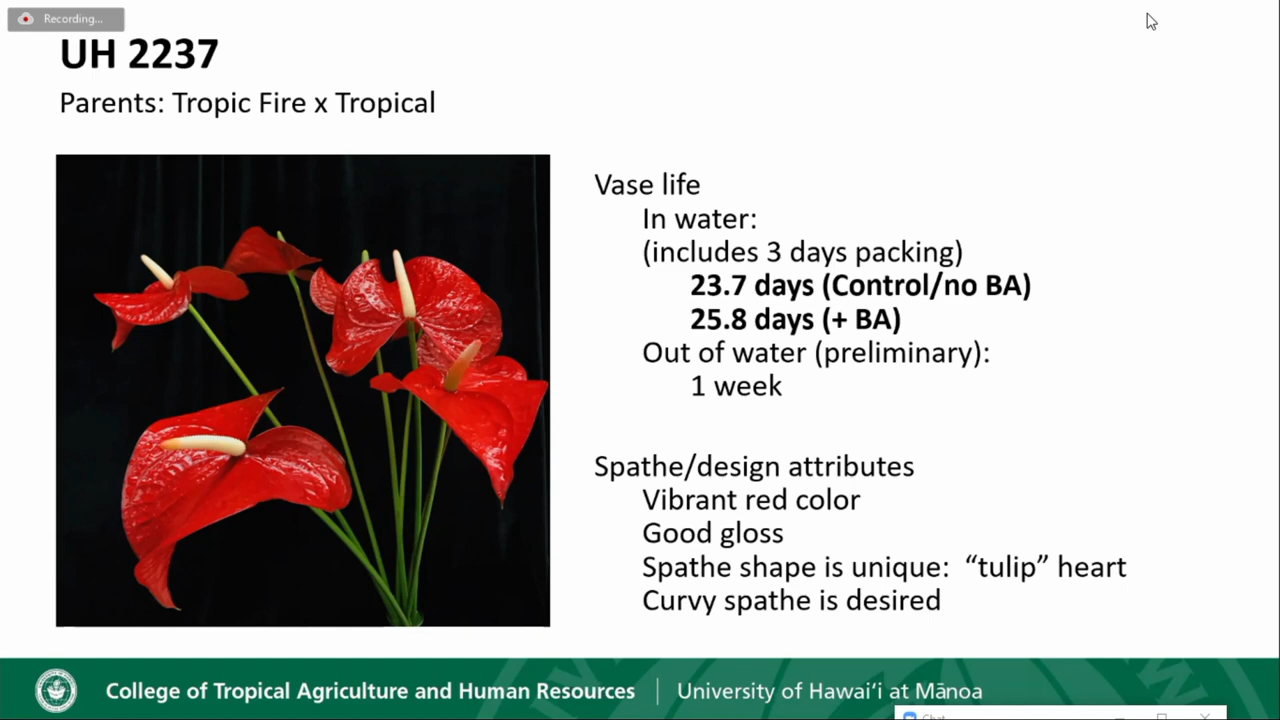 Recording...
UH 2237
Parents: Tropic Fire x Tropical
Vase life
In water:
(includes 3 days packing)
23.7 days (Control/no BA)
25.8 days (+ BA)
Out of water (preliminary):
1 week
Spathe/design attributes
Vibrant red color
Good gloss
Spathe shape is unique:  “tulip” heart
Curvy spathe is desired
College of Tropical Agriculture and Human Resources | University of Hawai‘i at Mānoa
Chat